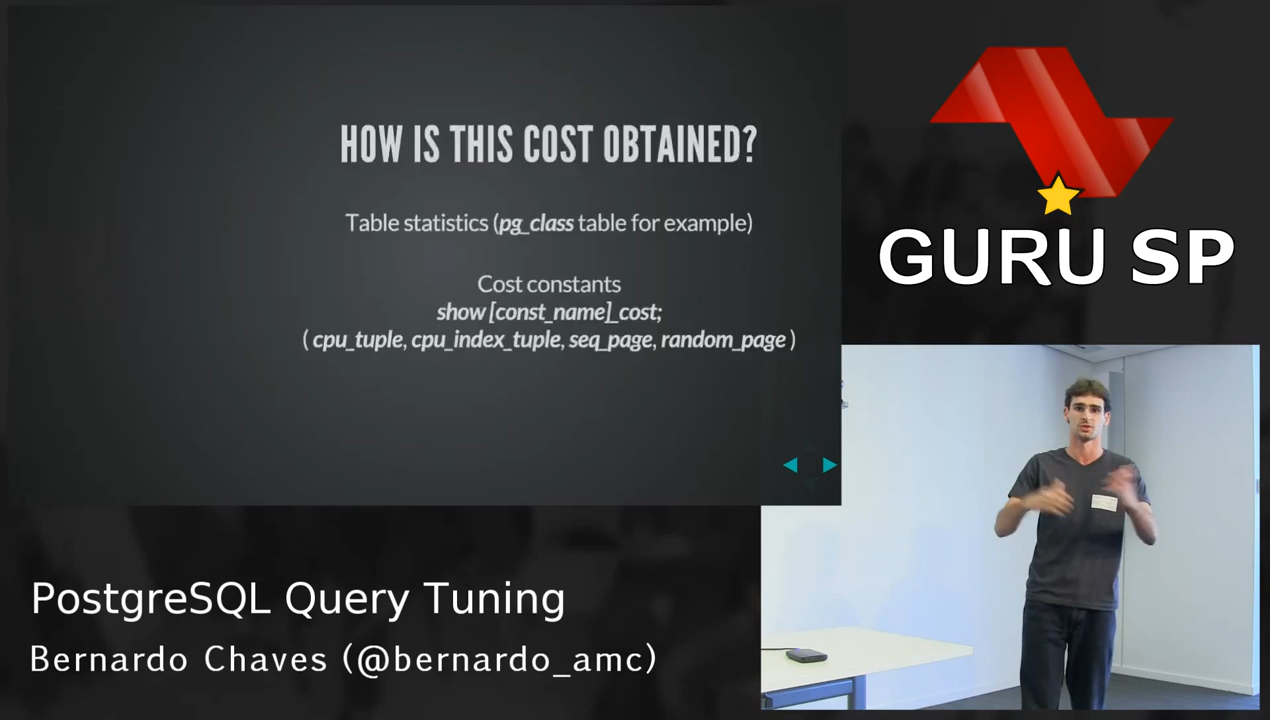 HOW IS THIS COST OBTAINED?
Table statistics (pg_class table for example)
Cost constants
show [const_name]_cost;
( cpu_tuple, cpu_index_tuple, seq_page, random_page )
GURU SP
PostgreSQL Query Tuning
Bernardo Chaves (@bernardo_amc)